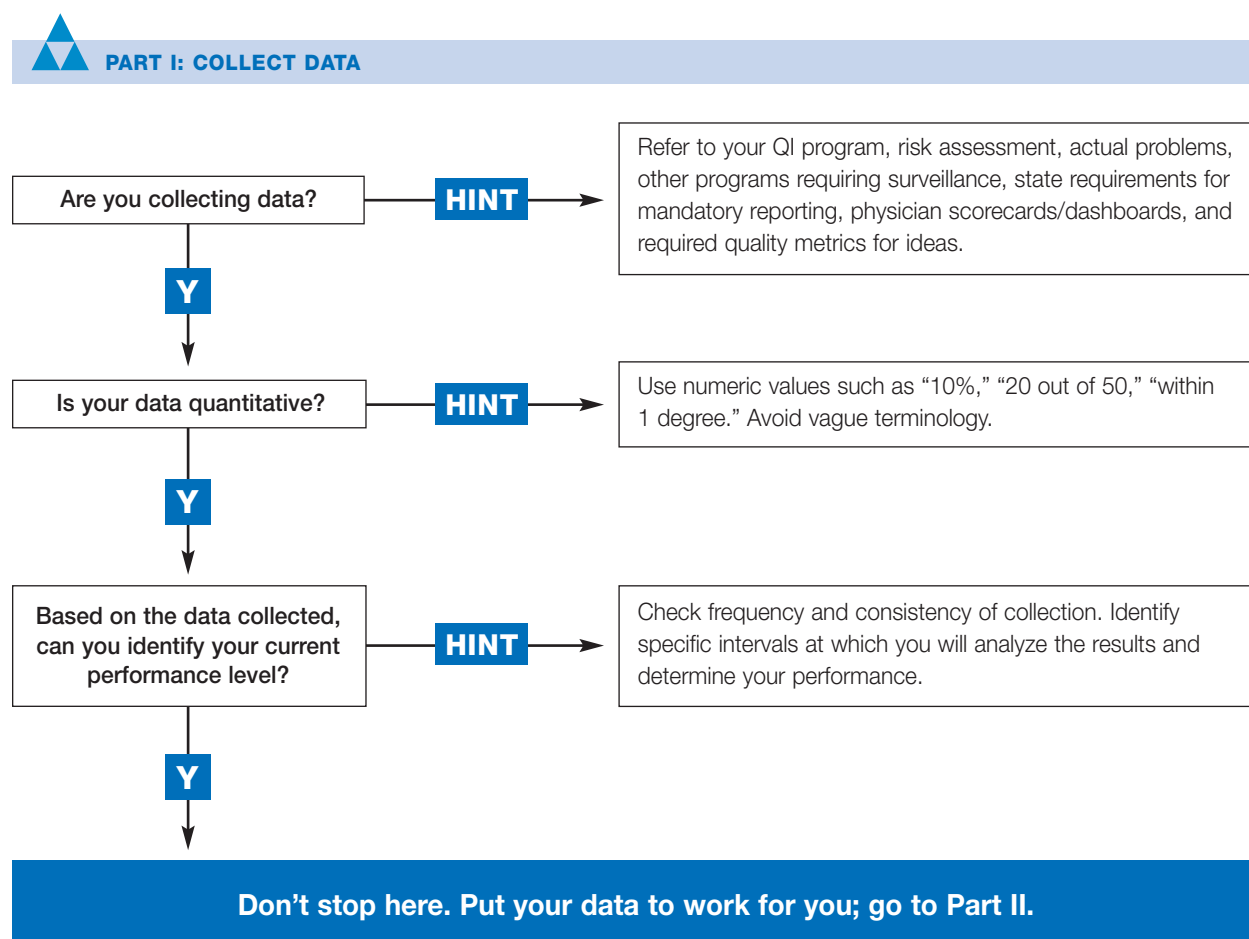 PART I: COLLECT DATA
Are you collecting data?
HINT
Refer to your QI program, risk assessment, actual problems,
other programs requiring surveillance, state requirements for
mandatory reporting, physician scorecards/dashboards, and
required quality metrics for ideas.
Y
Is your data quantitative?
HINT
Use numeric values such as “10%,” “20 out of 50,” “within
1 degree.” Avoid vague terminology.
Y
Based on the data collected,
can you identify your current
performance level?
HINT
Check frequency and consistency of collection. Identify
specific intervals at which you will analyze the results and
determine your performance.
Y
Don’t stop here. Put your data to work for you; go to Part II.